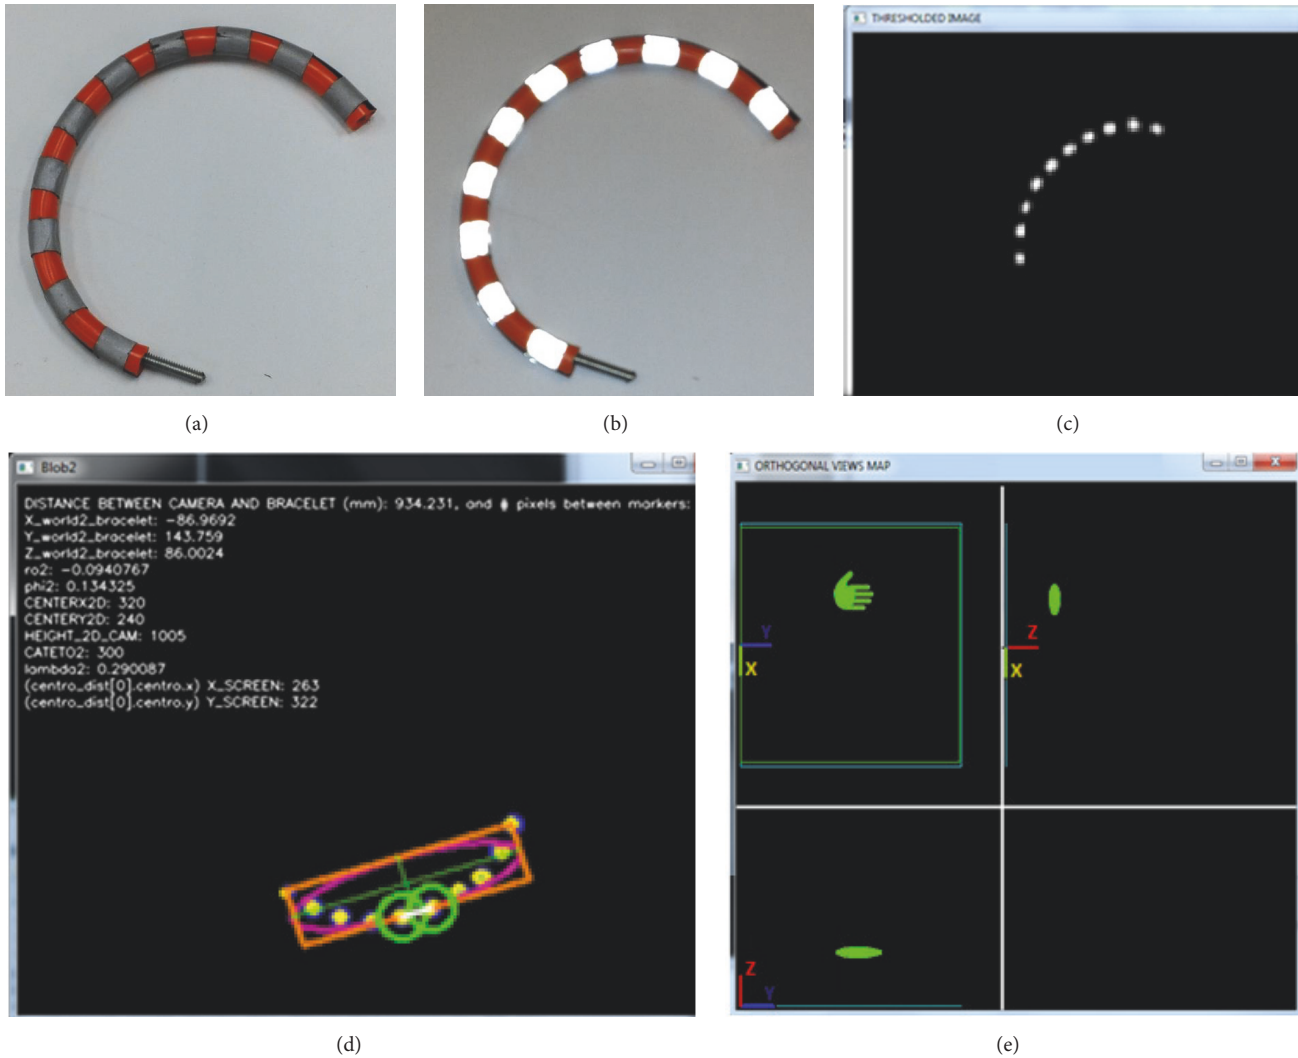 THRESHOLDED IMAGE
(a)
(b)
(c)
Blob2
DISTANCE BETWEEN CAMERA AND BRACELET (mm): 934.231, and # pixels between markers:
X_world2_bracelet: -86.9692
Y_world2_bracelet: 143.759
Z_world2_bracelet: 86.0024
ro2: -0.0940767
phi2: 0.134325
CENTERX2D: 320
CENTERY2D: 240
HEIGHT_2D_CAM: 1005
CATETO2: 300
lambda2: 0.290087
(centro_dist[0].centro.x) X_SCREEN: 263
(centro_dist[0].centro.y) Y_SCREEN: 322
ORTHOGONAL VIEWS MAP
Y
X
Z
X
Z
Y
(d)
(e)